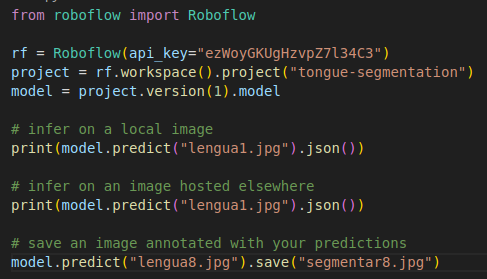 from roboflow import Roboflow
rf = Roboflow(api_key="ezWoyGKUgHzvpZ7l34C3")
project = rf.workspace().project("tongue-segmentation")
model = project.version(1).model
# infer on a local image
print(model.predict("lengua1.jpg").json())
# infer on an image hosted elsewhere
print(model.predict("lengua1.jpg").json())
# save an image annotated with your predictions
model.predict("lengua8.jpg").save("segmentar8.jpg")